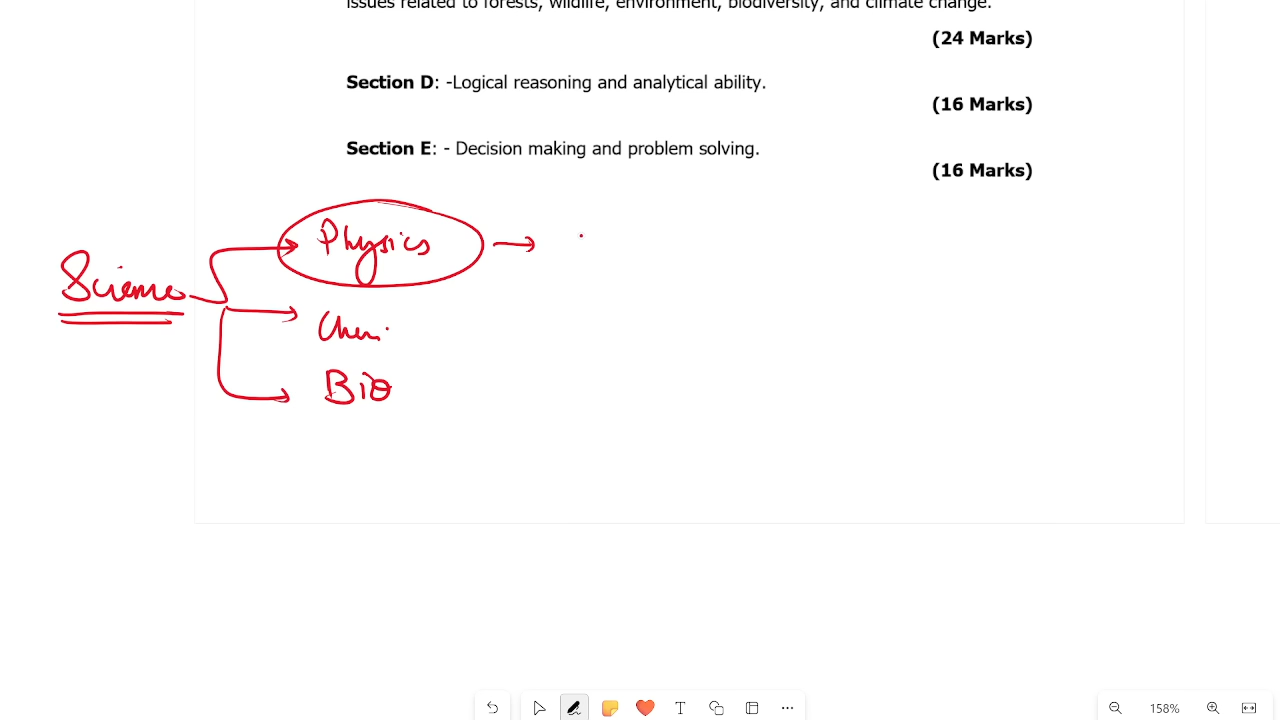 issues related to forests, wildlife, environment, biodiversity, and climate change.
(24 Marks)
Section D: -Logical reasoning and analytical ability.
(16 Marks)
Section E: - Decision making and problem solving.
(16 Marks)
Physics
Science
Chem
Bio
T
158%